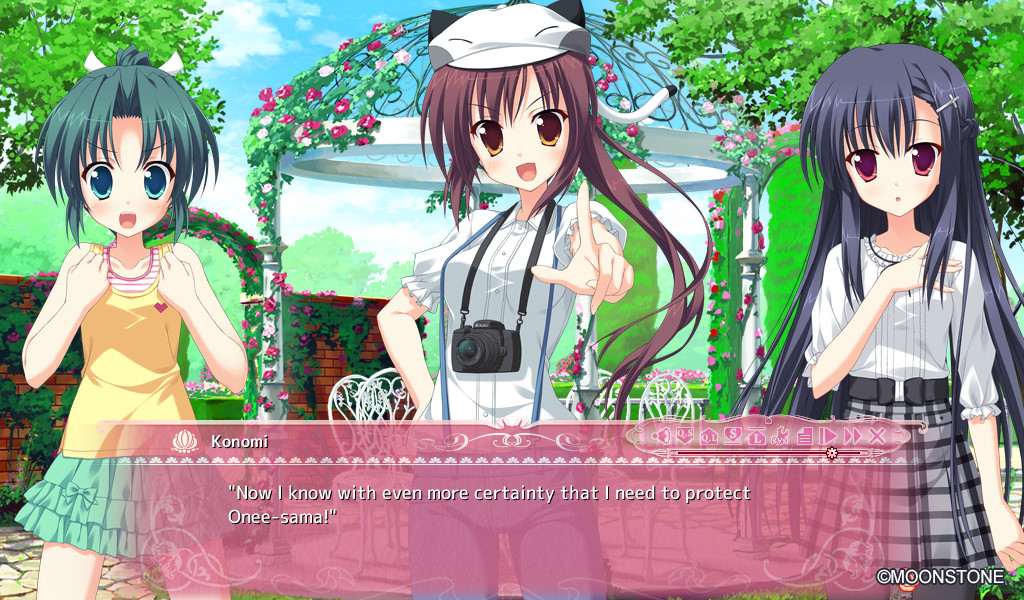 Konomi
"Now I know with even more certainty that I need to protect
Onee-sama!"
©MOONSTONE